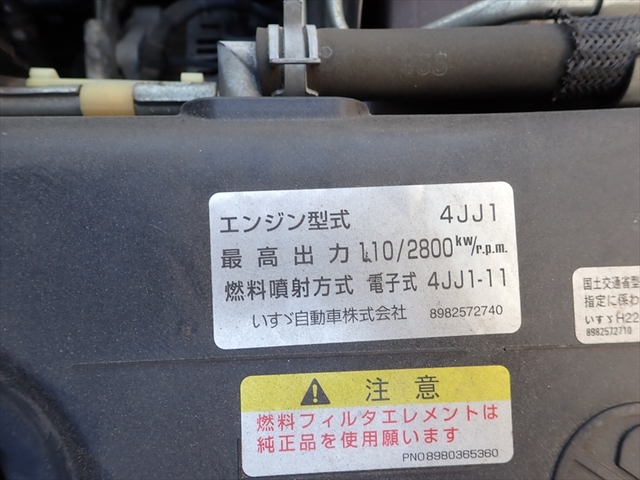 エンジン型式 4JJ1
最高出力 110/2800kw/r.p.m.
燃料噴射方式 電子式 4JJ1-11
いすゞ自動車株式会社 8982572740
国土交通省型
指定に係わ
いすゞH22
8982572710
注意
燃料フィルタエレメントは
純正品を使用願います
PNO8980365360